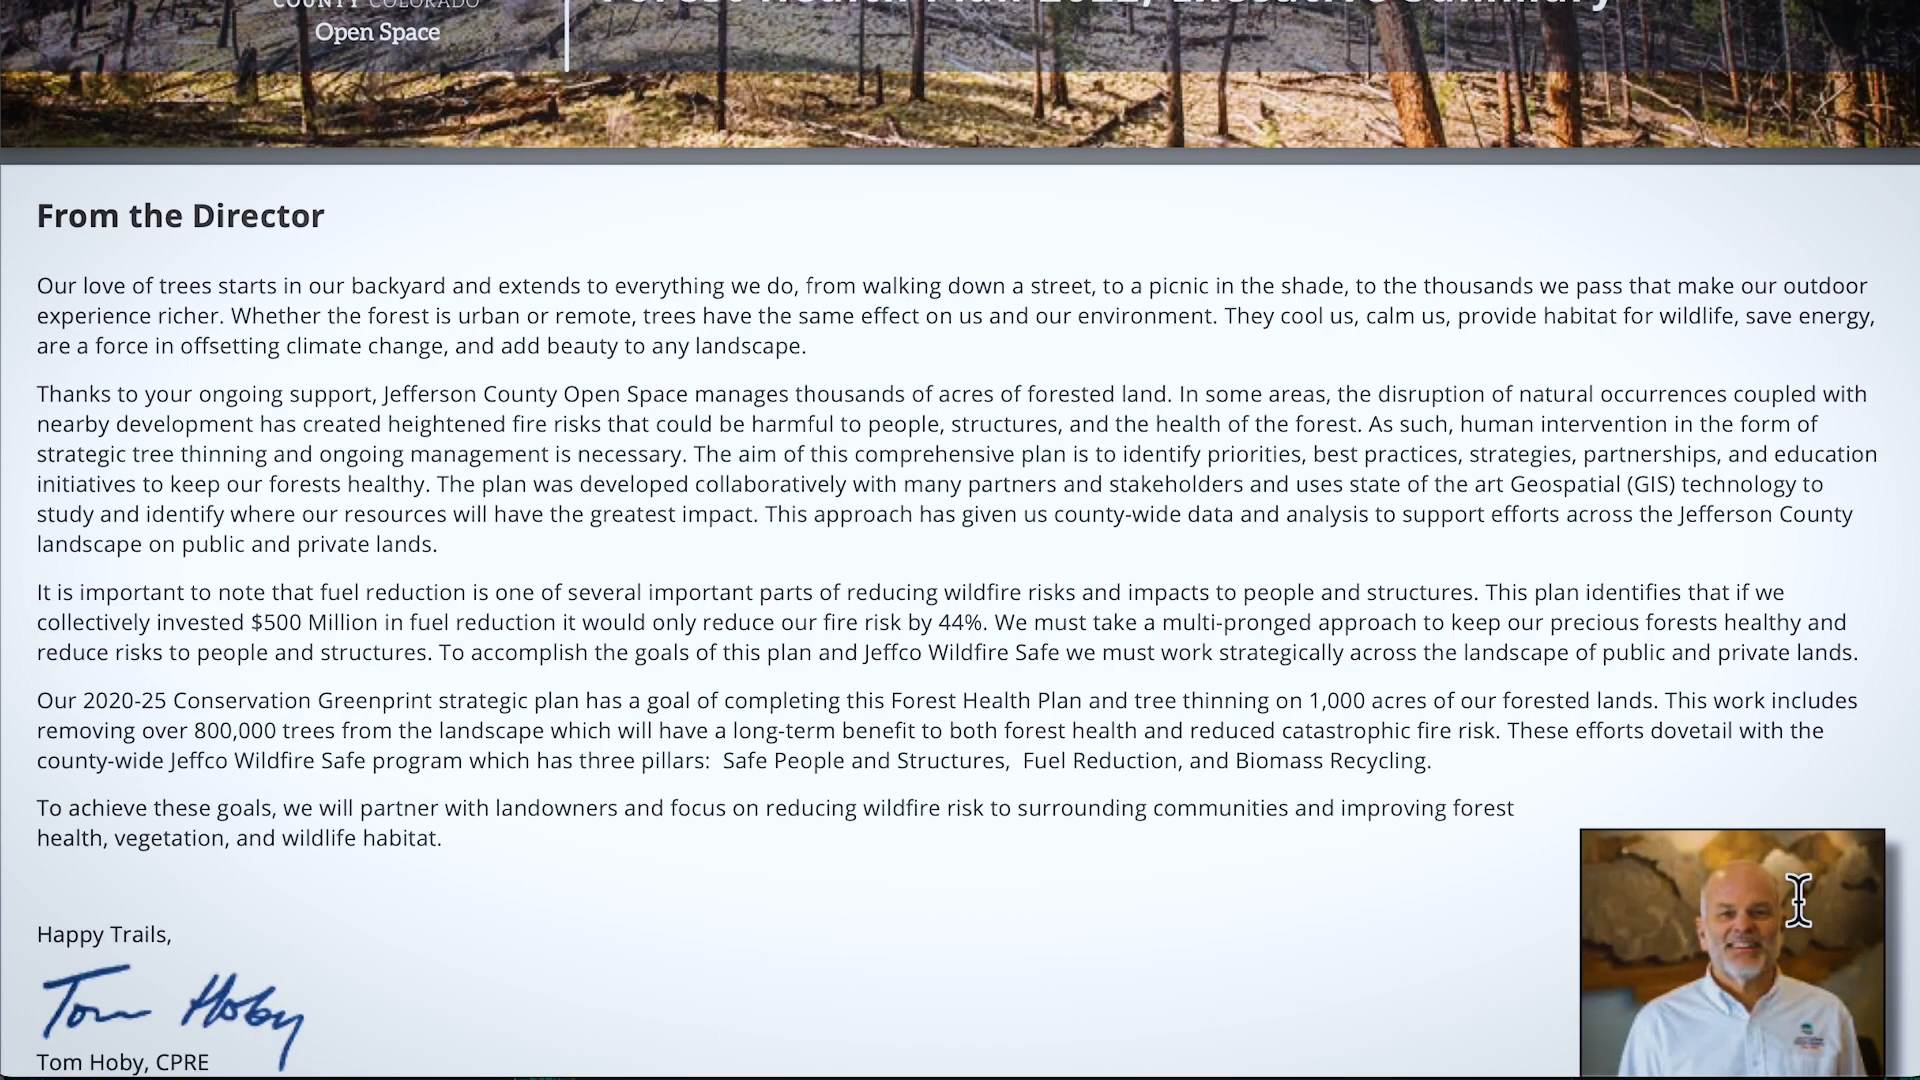 COUNTY COLORADO
Open Space
Forest Health Plan 2022, Executive Summary
From the Director
Our love of trees starts in our backyard and extends to everything we do, from walking down a street, to a picnic in the shade, to the thousands we pass that make our outdoor
experience richer. Whether the forest is urban or remote, trees have the same effect on us and our environment. They cool us, calm us, provide habitat for wildlife, save energy,
are a force in offsetting climate change, and add beauty to any landscape.
Thanks to your ongoing support, Jefferson County Open Space manages thousands of acres of forested land. In some areas, the disruption of natural occurrences coupled with
nearby development has created heightened fire risks that could be harmful to people, structures, and the health of the forest. As such, human intervention in the form of
strategic tree thinning and ongoing management is necessary. The aim of this comprehensive plan is to identify priorities, best practices, strategies, partnerships, and education
initiatives to keep our forests healthy. The plan was developed collaboratively with many partners and stakeholders and uses state of the art Geospatial (GIS) technology to
study and identify where our resources will have the greatest impact. This approach has given us county-wide data and analysis to support efforts across the Jefferson County
landscape on public and private lands.
It is important to note that fuel reduction is one of several important parts of reducing wildfire risks and impacts to people and structures. This plan identifies that if we
collectively invested $500 Million in fuel reduction it would only reduce our fire risk by 44%. We must take a multi-pronged approach to keep our precious forests healthy and
reduce risks to people and structures. To accomplish the goals of this plan and Jeffco Wildfire Safe we must work strategically across the landscape of public and private lands.
Our 2020-25 Conservation Greenprint strategic plan has a goal of completing this Forest Health Plan and tree thinning on 1,000 acres of our forested lands. This work includes
removing over 800,000 trees from the landscape which will have a long-term benefit to both forest health and reduced catastrophic fire risk. These efforts dovetail with the
county-wide Jeffco Wildfire Safe program which has three pillars:  Safe People and Structures,  Fuel Reduction, and Biomass Recycling.
To achieve these goals, we will partner with landowners and focus on reducing wildfire risk to surrounding communities and improving forest
health, vegetation, and wildlife habitat.
Happy Trails,
Tom Hoby
Tom Hoby, CPRE